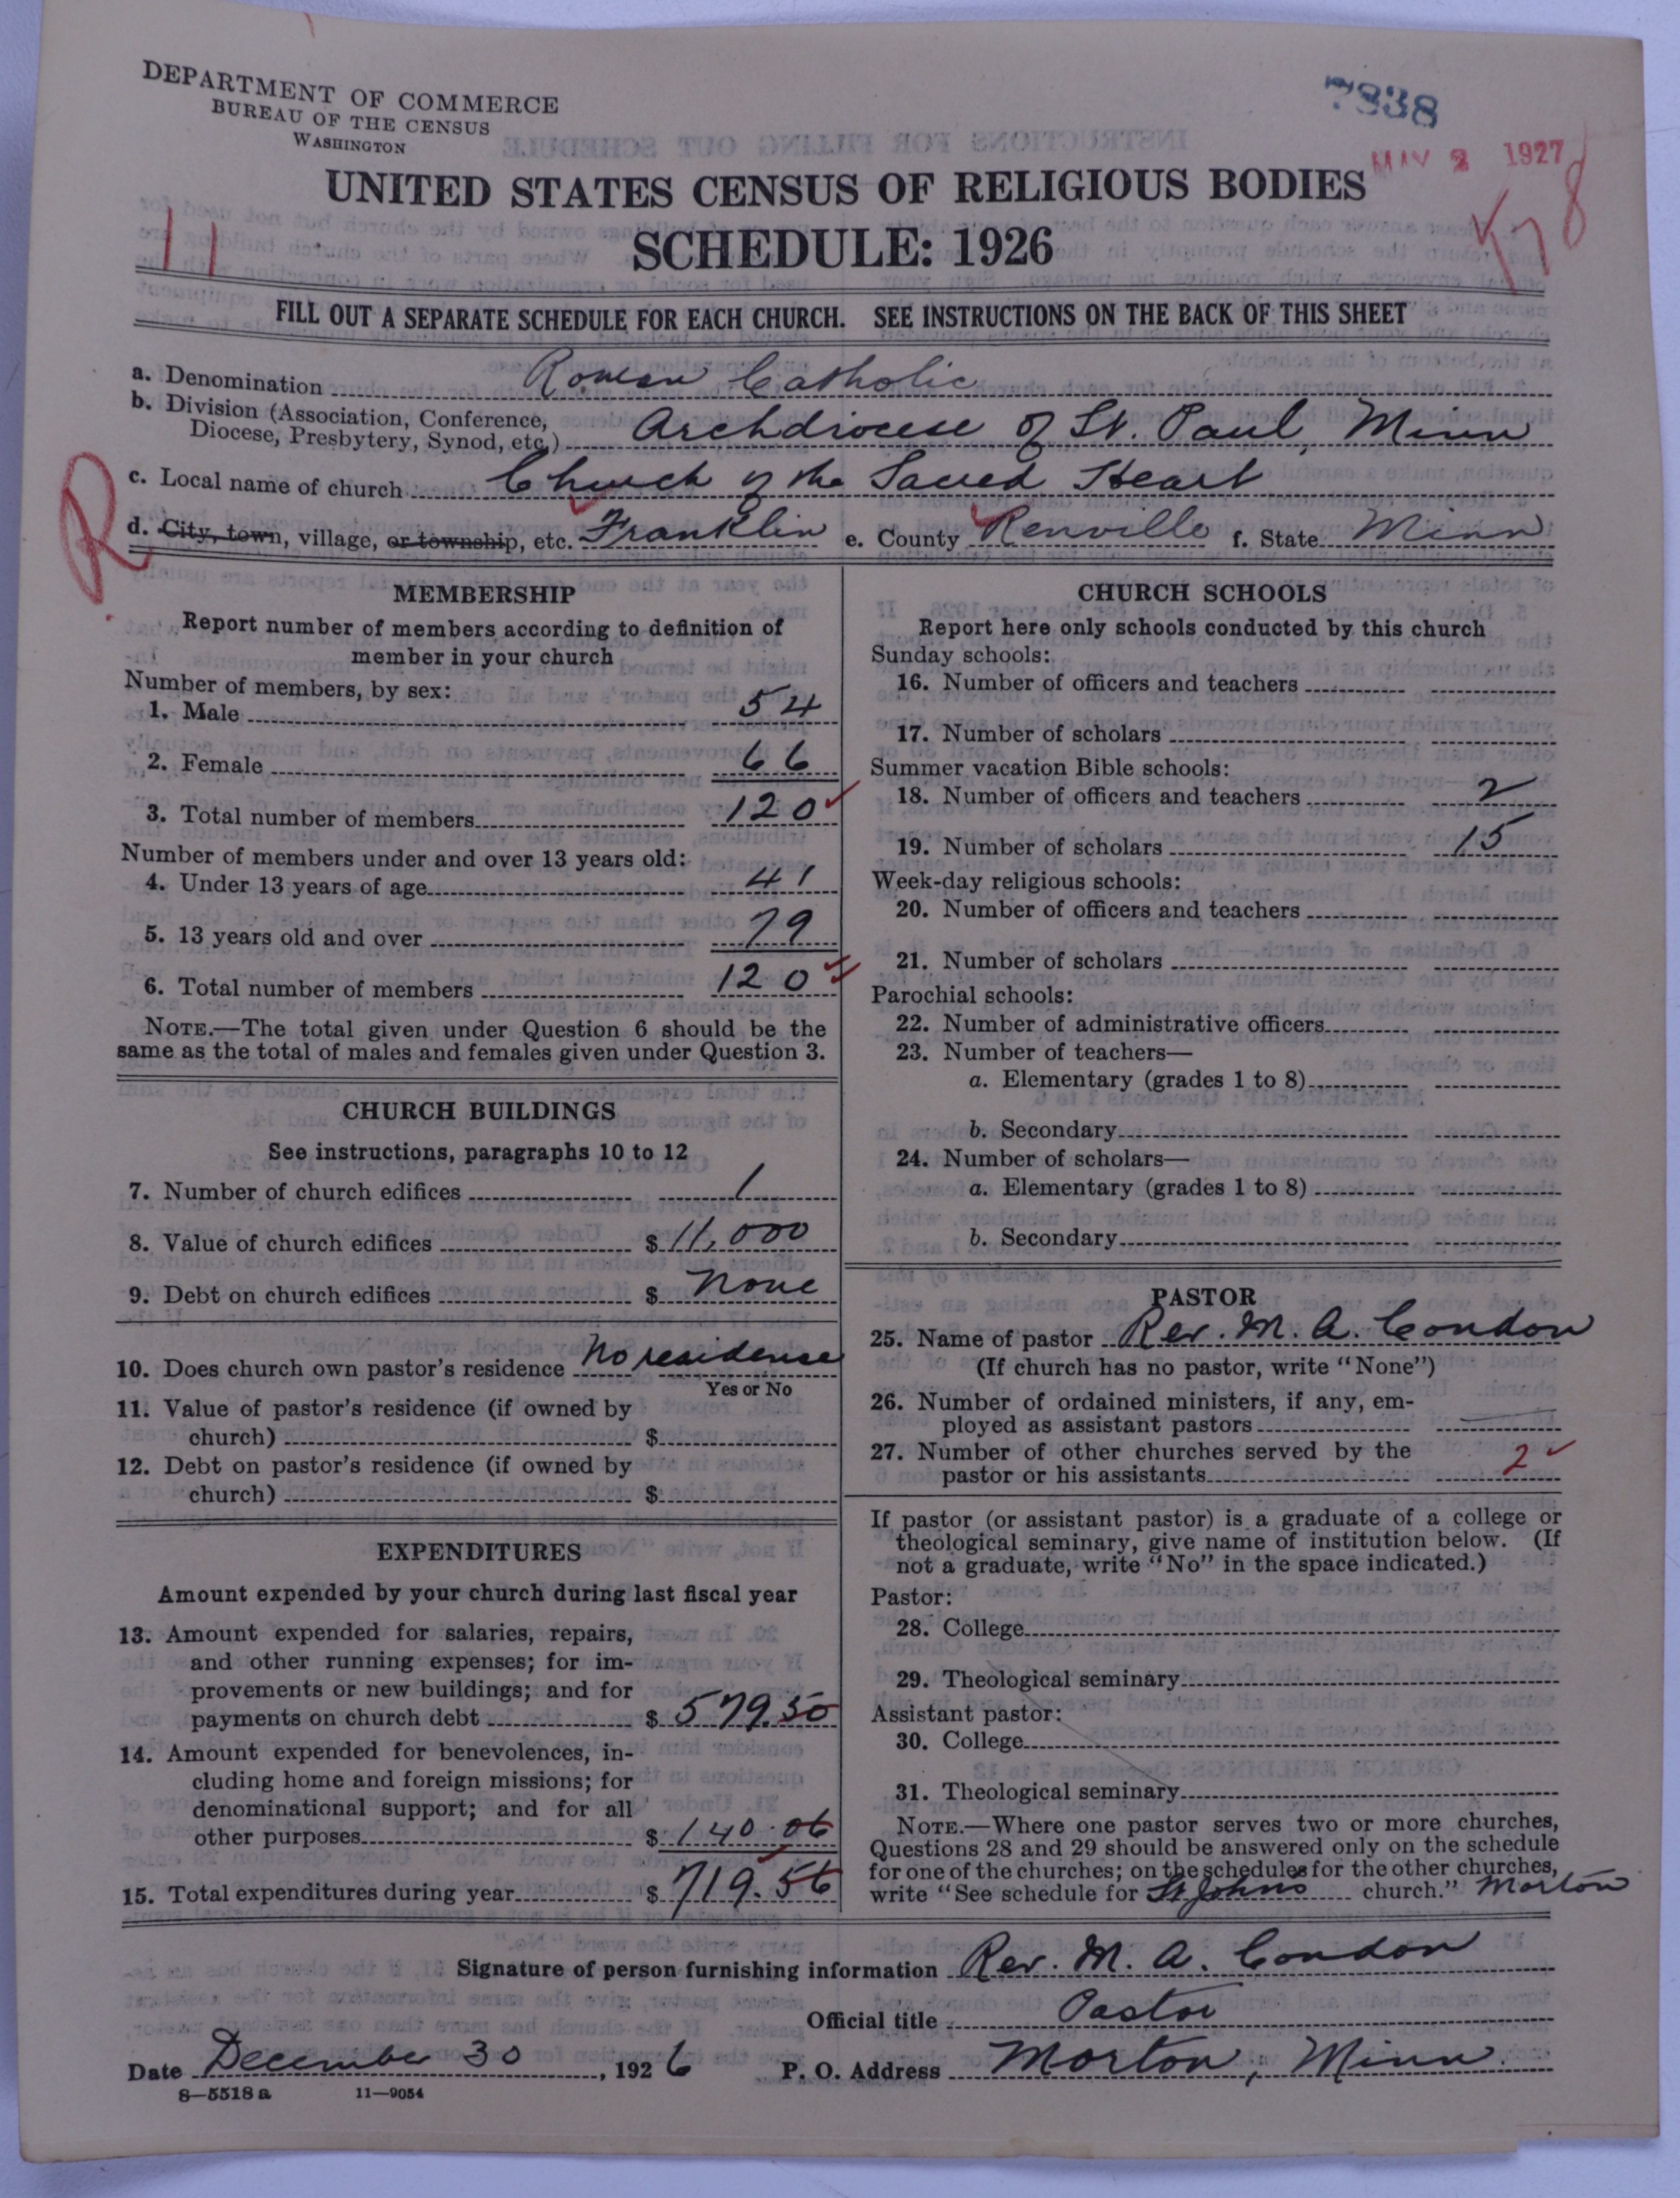 DEPARTMENT OF COMMERCE
BUREAU OF THE CENSUS
WASHINGTON
7838
MAY 2 1927
UNITED STATES CENSUS OF RELIGIOUS BODIES
SCHEDULE: 1926
11
FILL OUT A SEPARATE SCHEDULE FOR EACH CHURCH. SEE INSTRUCTIONS ON THE BACK OF THIS SHEET
a. Denomination Roman Catholic
b. Division (Association, Conference,
Diocese, Presbytery, Synod, etc.) Archdiocese of St. Paul, Minn
c. Local name of church Church of the Sacred Heart
R
d. City, town, village, or township, etc. Franklin e. County Renville f. State Minn
MEMBERSHIP
Report number of members according to definition of
member in your church
Number of members, by sex:
1. Male 54
2. Female 66
3. Total number of members 120
Number of members under and over 13 years old:
4. Under 13 years of age 41
5. 13 years old and over 79
6. Total number of members 120
NOTE.—The total given under Question 6 should be the
same as the total of males and females given under Question 3.
CHURCH BUILDINGS
See instructions, paragraphs 10 to 12
7. Number of church edifices 1
8. Value of church edifices $ 11,000
9. Debt on church edifices $ none
10. Does church own pastor's residence No residence
Yes or No
11. Value of pastor's residence (if owned by
church) $
12. Debt on pastor's residence (if owned by
church) $
EXPENDITURES
Amount expended by your church during last fiscal year
13. Amount expended for salaries, repairs,
and other running expenses; for im-
provements or new buildings; and for
payments on church debt $ 579.50
14. Amount expended for benevolences, in-
cluding home and foreign missions; for
denominational support; and for all
other purposes $ 140.06
15. Total expenditures during year $ 719.56
CHURCH SCHOOLS
Report here only schools conducted by this church
Sunday schools:
16. Number of officers and teachers
17. Number of scholars
Summer vacation Bible schools:
18. Number of officers and teachers 2
19. Number of scholars 15
Week-day religious schools:
20. Number of officers and teachers
21. Number of scholars
Parochial schools:
22. Number of administrative officers
23. Number of teachers—
a. Elementary (grades 1 to 8)
b. Secondary
24. Number of scholars—
a. Elementary (grades 1 to 8)
b. Secondary
PASTOR
25. Name of pastor Rev. M. A. Condon
(If church has no pastor, write "None")
26. Number of ordained ministers, if any, em-
ployed as assistant pastors
27. Number of other churches served by the
pastor or his assistants 2
If pastor (or assistant pastor) is a graduate of a college or
theological seminary, give name of institution below. (If
not a graduate, write "No" in the space indicated.)
Pastor:
28. College
29. Theological seminary
Assistant pastor:
30. College
31. Theological seminary
NOTE.—Where one pastor serves two or more churches,
Questions 28 and 29 should be answered only on the schedule
for one of the churches; on the schedules for the other churches,
write "See schedule for St Johns church." Morton
Signature of person furnishing information Rev. M. A. Condon
Official title Pastor
Date December 30, 1926 P. O. Address Morton, Minn.
8—5518 a 11—9054